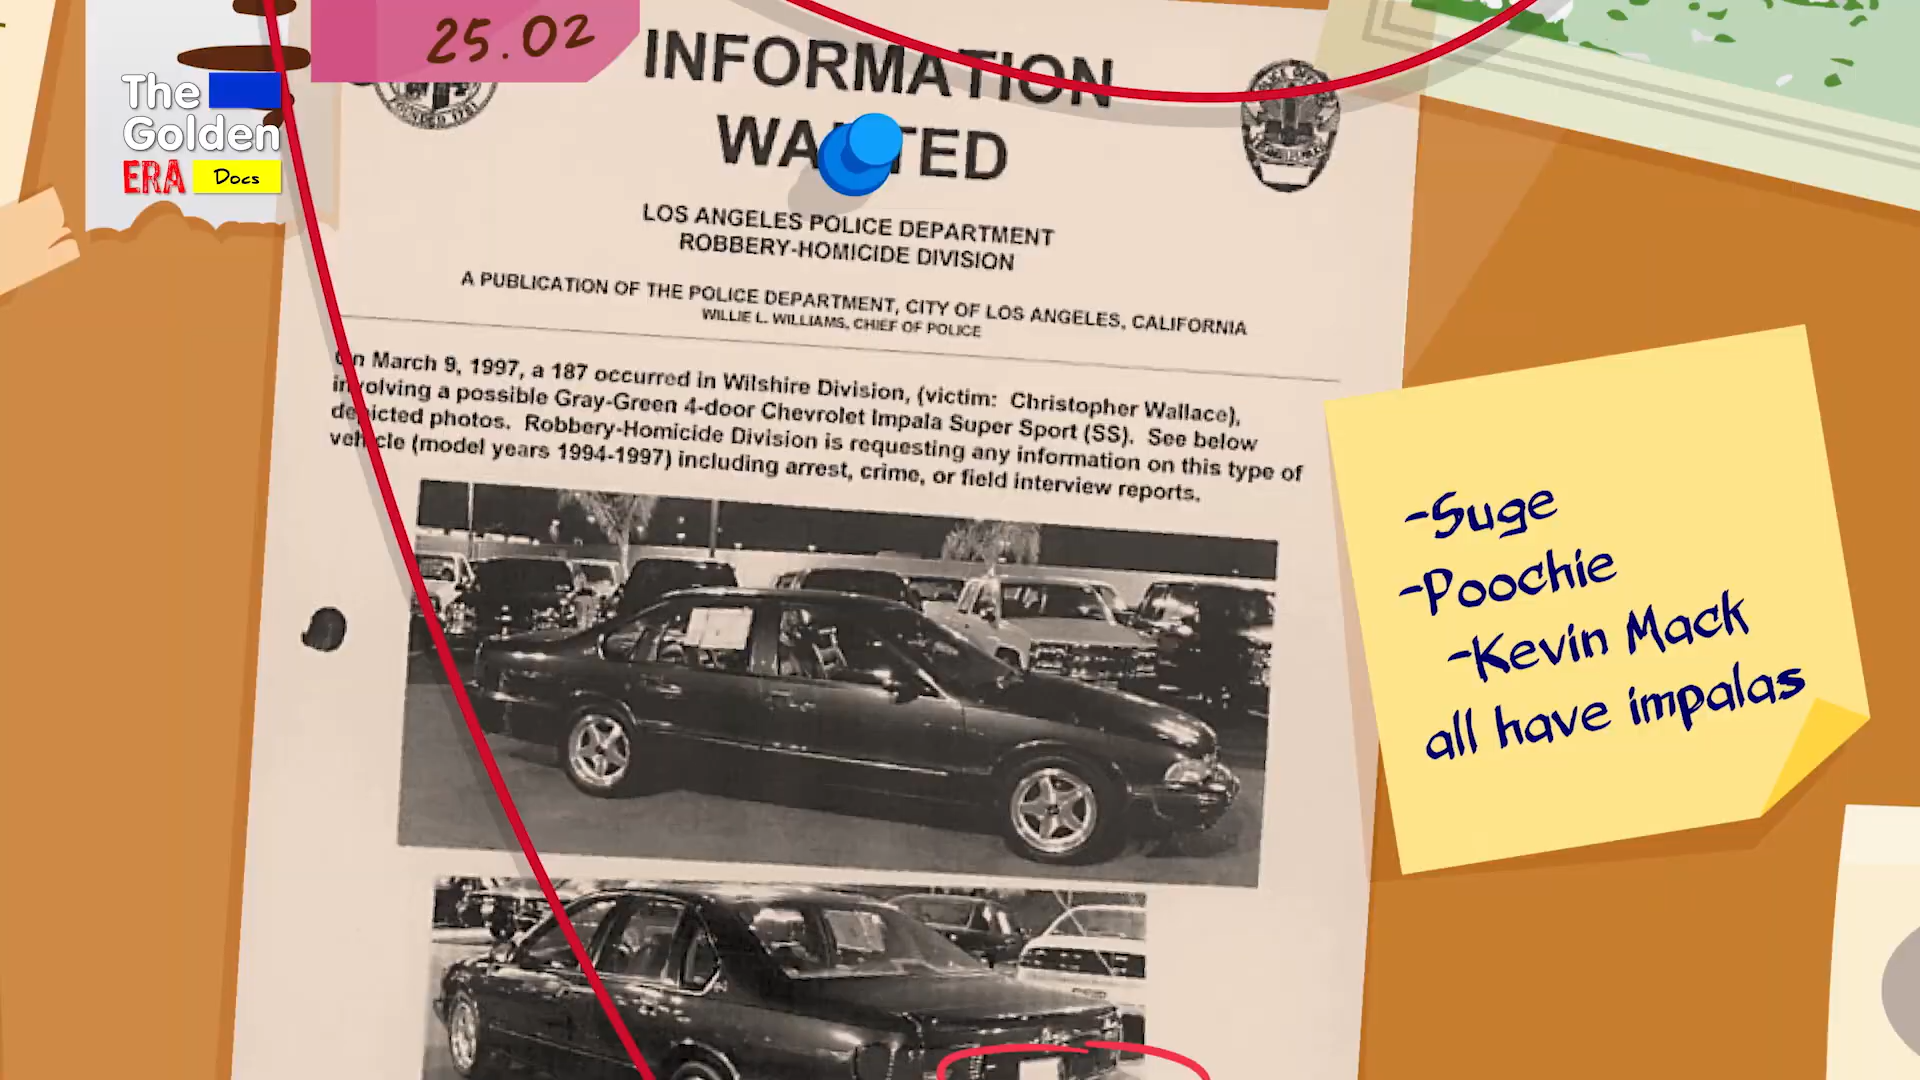 25.02
The
Golden
ERA Docs
INFORMATION
WANTED
LOS ANGELES POLICE DEPARTMENT
ROBBERY-HOMICIDE DIVISION
A PUBLICATION OF THE POLICE DEPARTMENT, CITY OF LOS ANGELES, CALIFORNIA
WILLIE L. WILLIAMS, CHIEF OF POLICE
On March 9, 1997, a 187 occurred in Wilshire Division, (victim: Christopher Wallace),
involving a possible Gray-Green 4-door Chevrolet Impala Super Sport (SS). See below
depicted photos. Robbery-Homicide Division is requesting any information on this type of
vehicle (model years 1994-1997) including arrest, crime, or field interview reports.
-Suge
-Poochie
-Kevin Mack
all have impalas